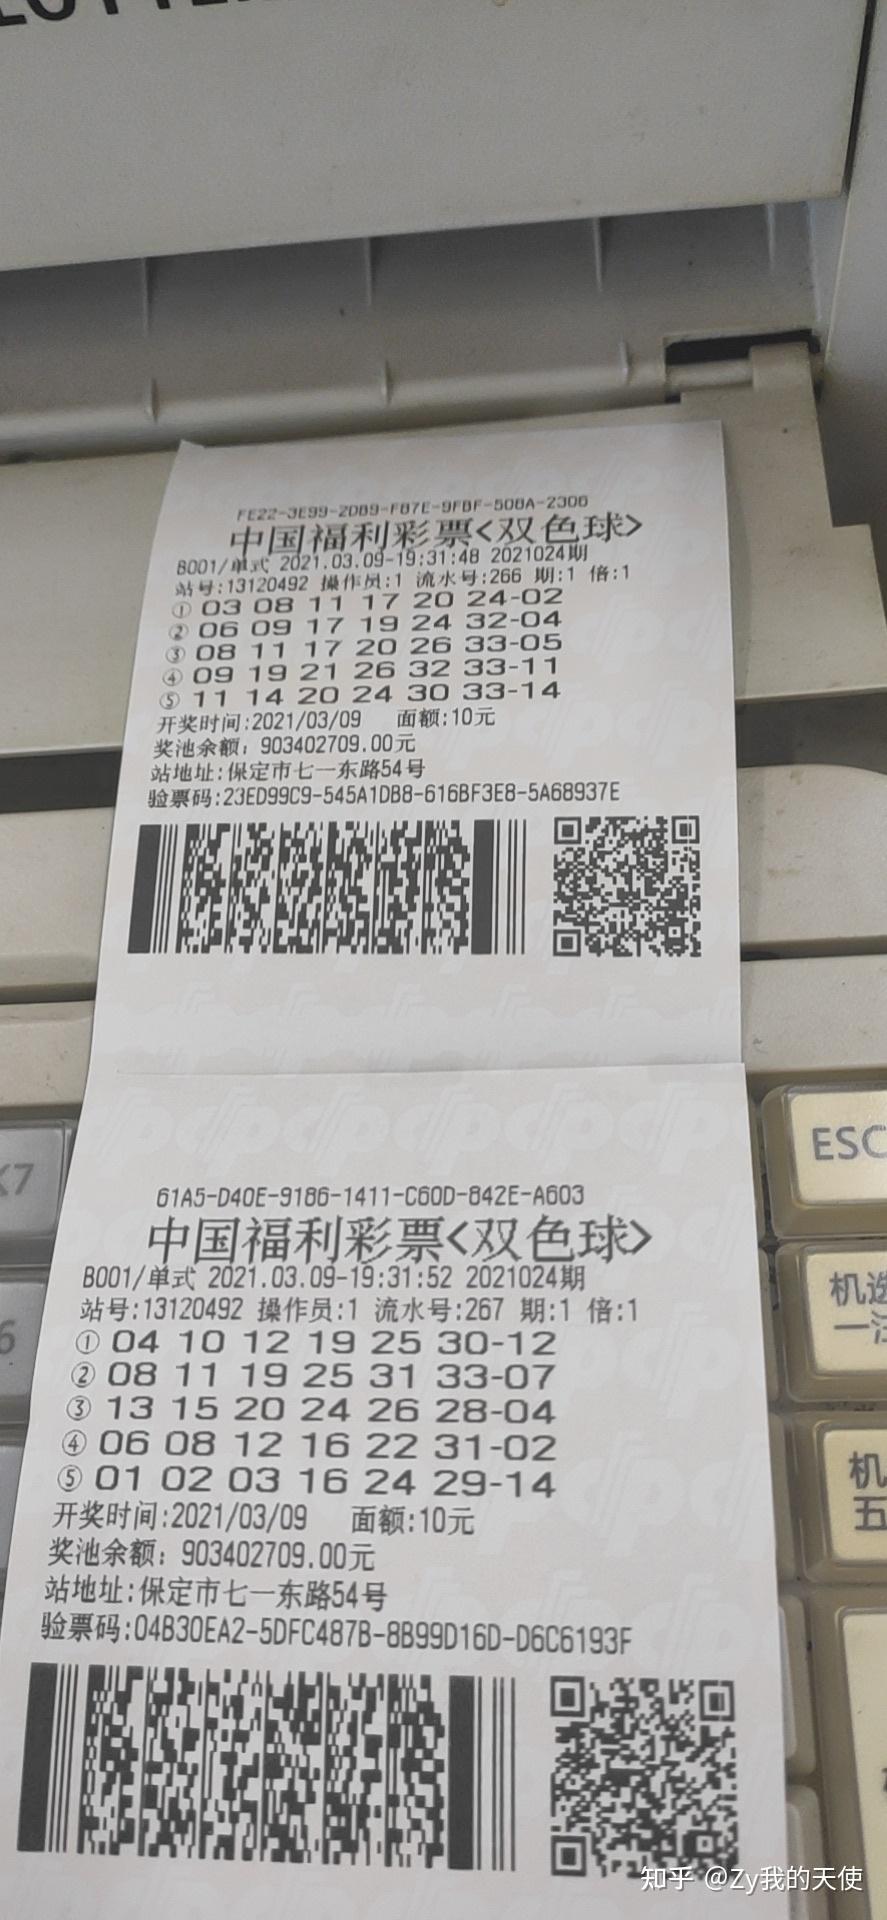 FE22-3E99-2DB9-F87E-9FBF-508A-2306
中国福利彩票<双色球>
B001/单式 2021.03.09-19:31:48 2021024期
站号:13120492 操作员:1 流水号:266 期:1 倍:1
① 03 08 11 17 20 24-02
② 06 09 17 19 24 32-04
③ 08 11 17 20 26 33-05
④ 09 19 21 26 32 33-11
⑤ 11 14 20 24 30 33-14
开奖时间:2021/03/09 面额:10元
奖池余额：903402709.00元
站地址:保定市七一东路54号
验票码:23ED99C9-545A1DB8-616BF3E8-5A68937E
61A5-D40E-9186-1411-C60D-842E-A603
中国福利彩票<双色球>
B001/单式 2021.03.09-19:31:52 2021024期
站号:13120492 操作员:1 流水号:267 期:1 倍:1
① 04 10 12 19 25 30-12
② 08 11 19 25 31 33-07
③ 13 15 20 24 26 28-04
④ 06 08 12 16 22 31-02
⑤ 01 02 03 16 24 29-14
开奖时间:2021/03/09 面额:10元
奖池余额：903402709.00元
站地址:保定市七一东路54号
验票码:04B30EA2-5DFC487B-8B99D16D-D6C6193F
ESC
机选
一注
机
五
知乎 @Zy我的天使